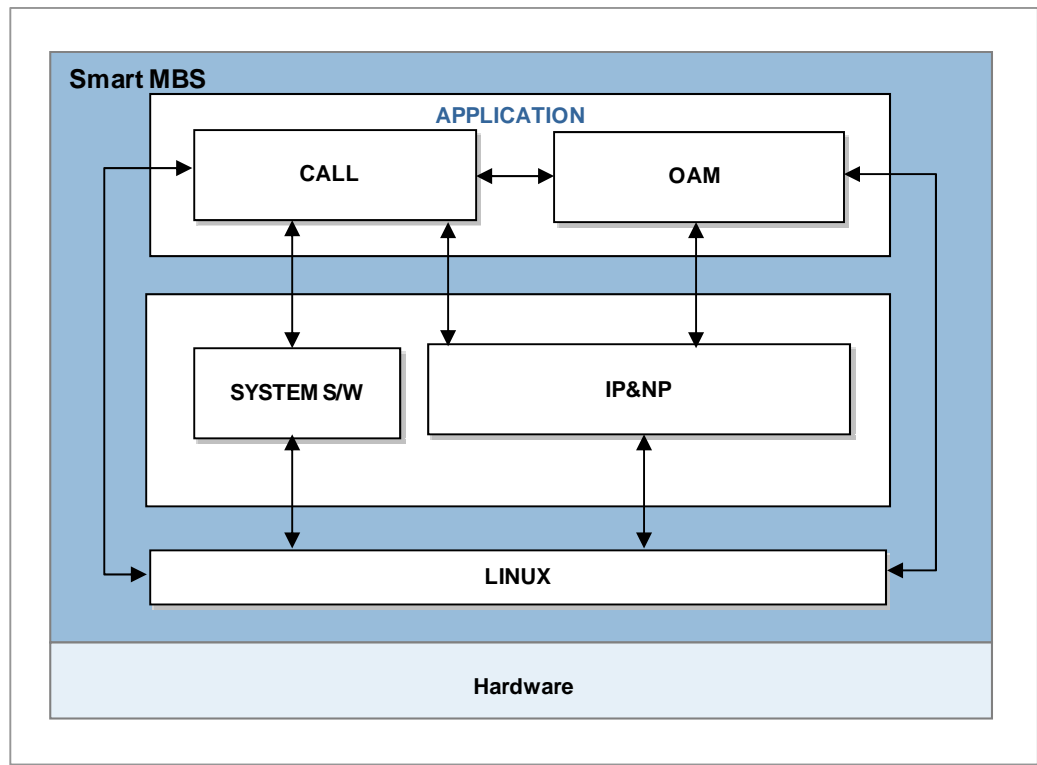 Smart MBS
APPLICATION
CALL
OAM
SYSTEM S/W
IP&NP
LINUX
Hardware